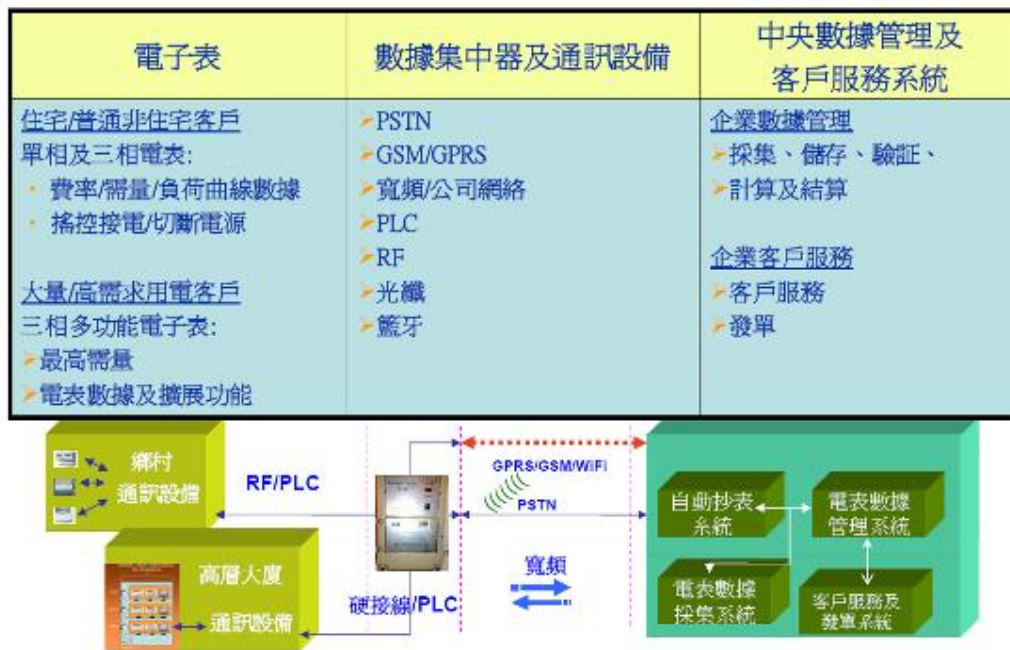 電子表
數據集中器及通訊設備
中央數據管理及
客戶服務系統
住宅/普通非住宅客戶
單相及三相電表:
· 費率/需量/負荷曲線數據
· 搖控接電/切斷電源
大量/高需求用電客戶
三相多功能電子表:
➢最高需量
➢電表數據及擴展功能
➢PSTN
➢GSM/GPRS
➢寬頻/公司網絡
➢PLC
➢RF
➢光纖
➢籃牙
企業數據管理
➢採集、儲存、驗証、
➢計算及結算
企業客戶服務
➢客戶服務
➢發單
鄉村
通訊設備
RF/PLC
高層大廈
通訊設備
硬接線/PLC
GPRS/GSM/WiFi
PSTN
寬頻
自動抄表
系統
電表數據
管理系統
電表數據
採集系統
客戶服務及
發單系統